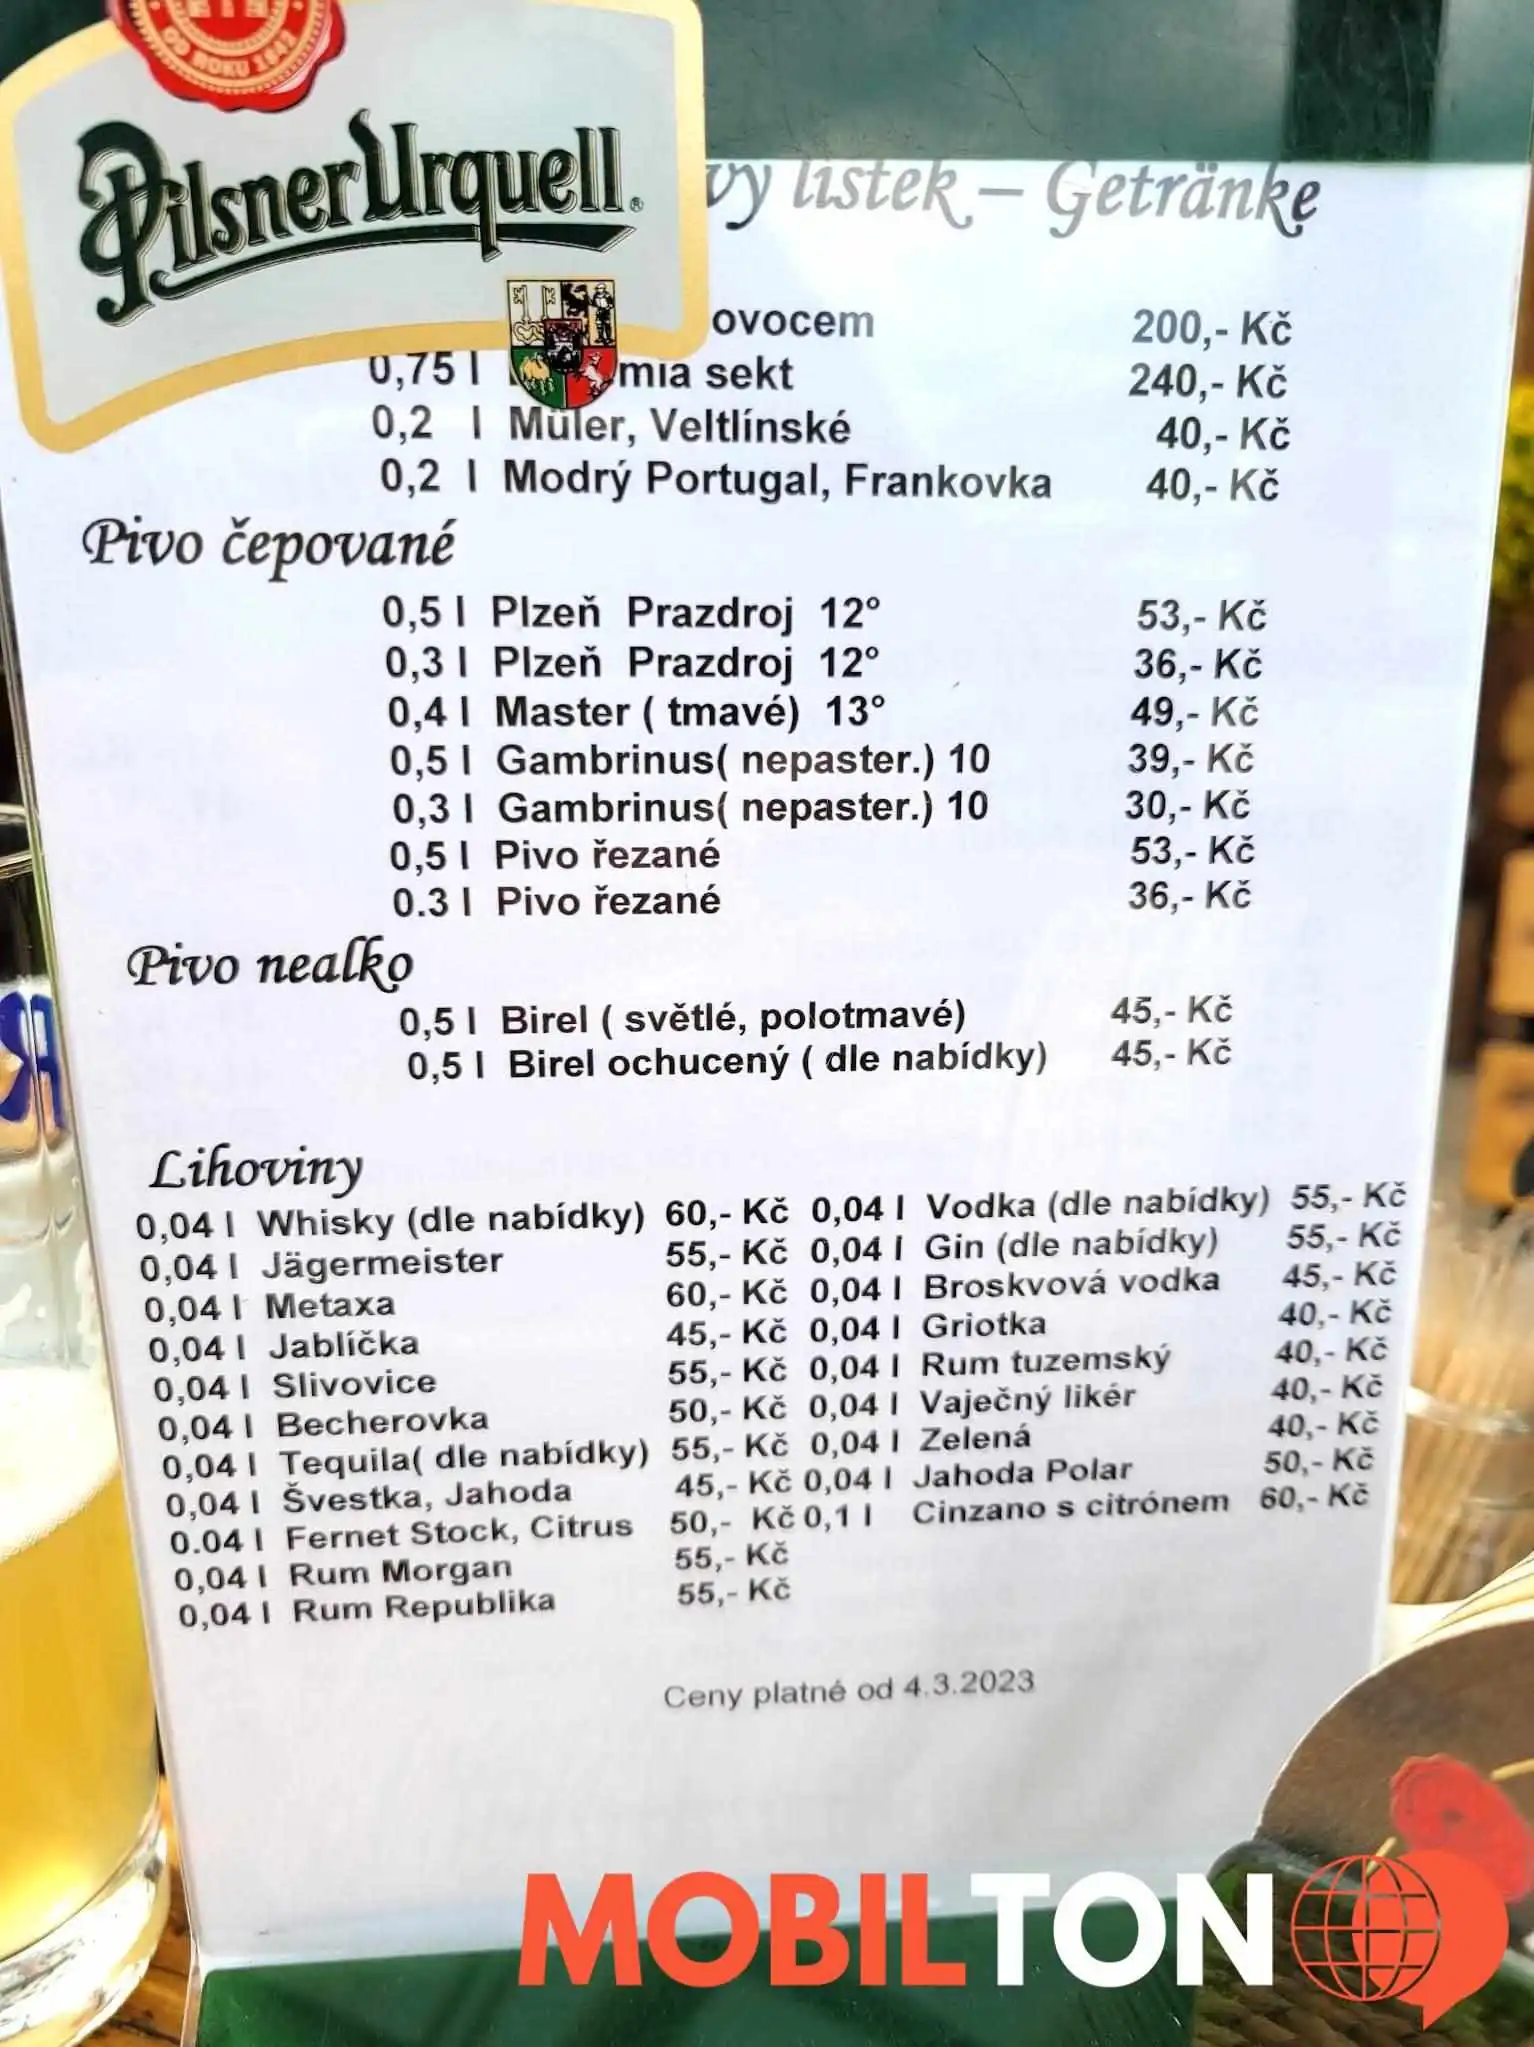 OD ROKU 1842
Pilsner Urquell ®
lístek – Getränke
ovocem 200,- Kč
0,75 l sekt 240,- Kč
0,2 l Müler, Veltlínské 40,- Kč
0,2 l Modrý Portugal, Frankovka 40,- Kč
Pivo čepované
0,5 l Plzeň Prazdroj 12° 53,- Kč
0,3 l Plzeň Prazdroj 12° 36,- Kč
0,4 l Master ( tmavé) 13° 49,- Kč
0,5 l Gambrinus( nepaster.) 10 39,- Kč
0,3 l Gambrinus( nepaster.) 10 30,- Kč
0,5 l Pivo řezané 53,- Kč
0.3 l Pivo řezané 36,- Kč
Pivo nealko
0,5 l Birel ( světlé, polotmavé) 45,- Kč
0,5 l Birel ochucený ( dle nabídky) 45,- Kč
Lihoviny
0,04 l Whisky (dle nabídky) 60,- Kč 0,04 l Vodka (dle nabídky) 55,- Kč
0,04 l Jägermeister 55,- Kč 0,04 l Gin (dle nabídky) 55,- Kč
0,04 l Metaxa 60,- Kč 0,04 l Broskvová vodka 45,- Kč
0,04 l Jablíčka 45,- Kč 0,04 l Griotka 40,- Kč
0,04 l Slivovice 55,- Kč 0,04 l Rum tuzemský 40,- Kč
0,04 l Becherovka 50,- Kč 0,04 l Vaječný likér 40,- Kč
0,04 l Tequila( dle nabídky) 55,- Kč 0,04 l Zelená 40,- Kč
0,04 l Švestka, Jahoda 45,- Kč 0,04 l Jahoda Polar 50,- Kč
0.04 l Fernet Stock, Citrus 50,- Kč 0,1 l Cinzano s citrónem 60,- Kč
0,04 l Rum Morgan 55,- Kč
0,04 l Rum Republika 55,- Kč
Ceny platné od 4.3.2023
MOBILTON